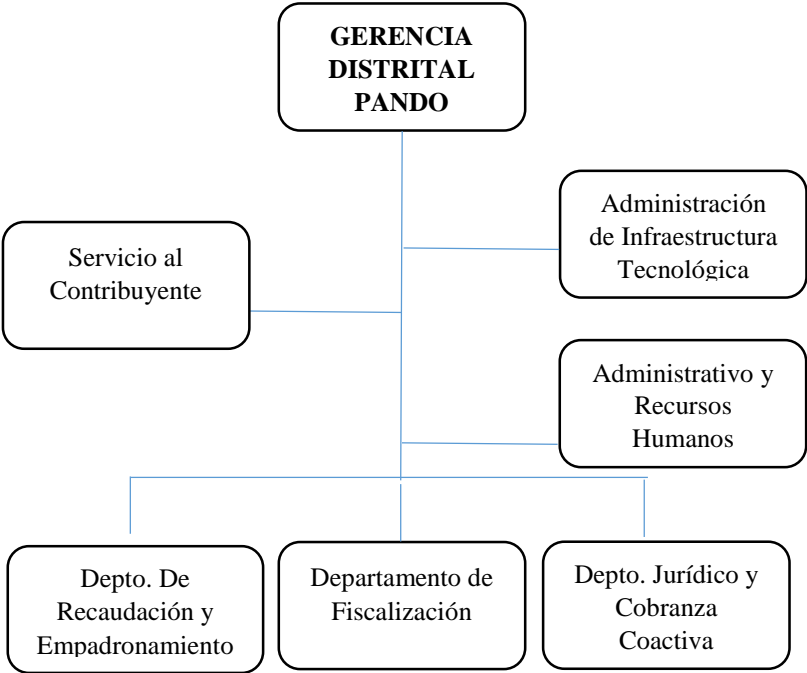 GERENCIA
DISTRITAL
PANDO
Administración
de Infraestructura
Tecnológica
Servicio al
Contribuyente
Administrativo y
Recursos
Humanos
Depto. De
Recaudación y
Empadronamiento
Departamento de
Fiscalización
Depto. Jurídico y
Cobranza
Coactiva